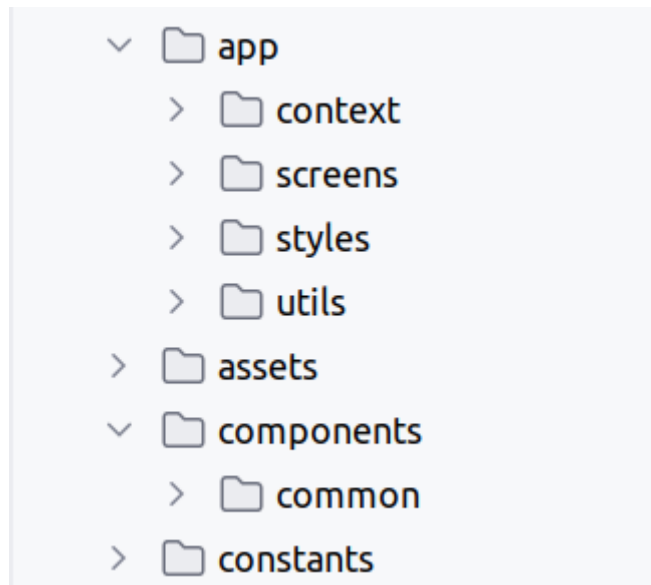 app
context
screens
styles
utils
assets
components
common
constants